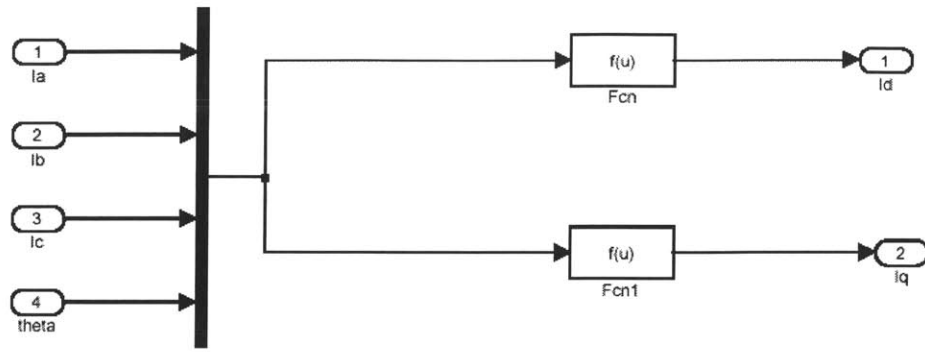 1
Ia
2
Ib
3
Ic
4
theta
f(u)
Fcn
1
Id
f(u)
Fcn1
2
Iq